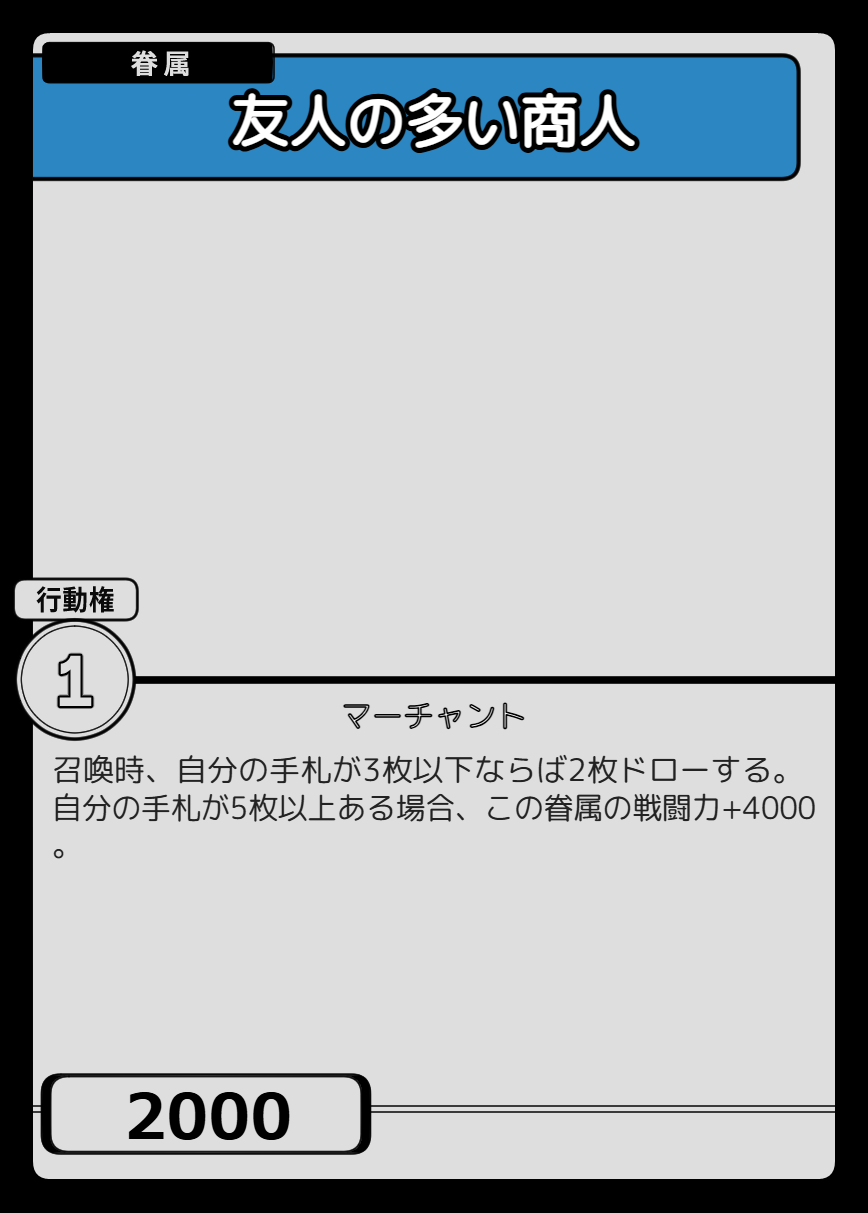 眷属
友人の多い商人
行動権
1
マーチャント
召喚時、自分の手札が3枚以下ならば2枚ドローする。
自分の手札が5枚以上ある場合、この眷属の戦闘力+4000
。
2000